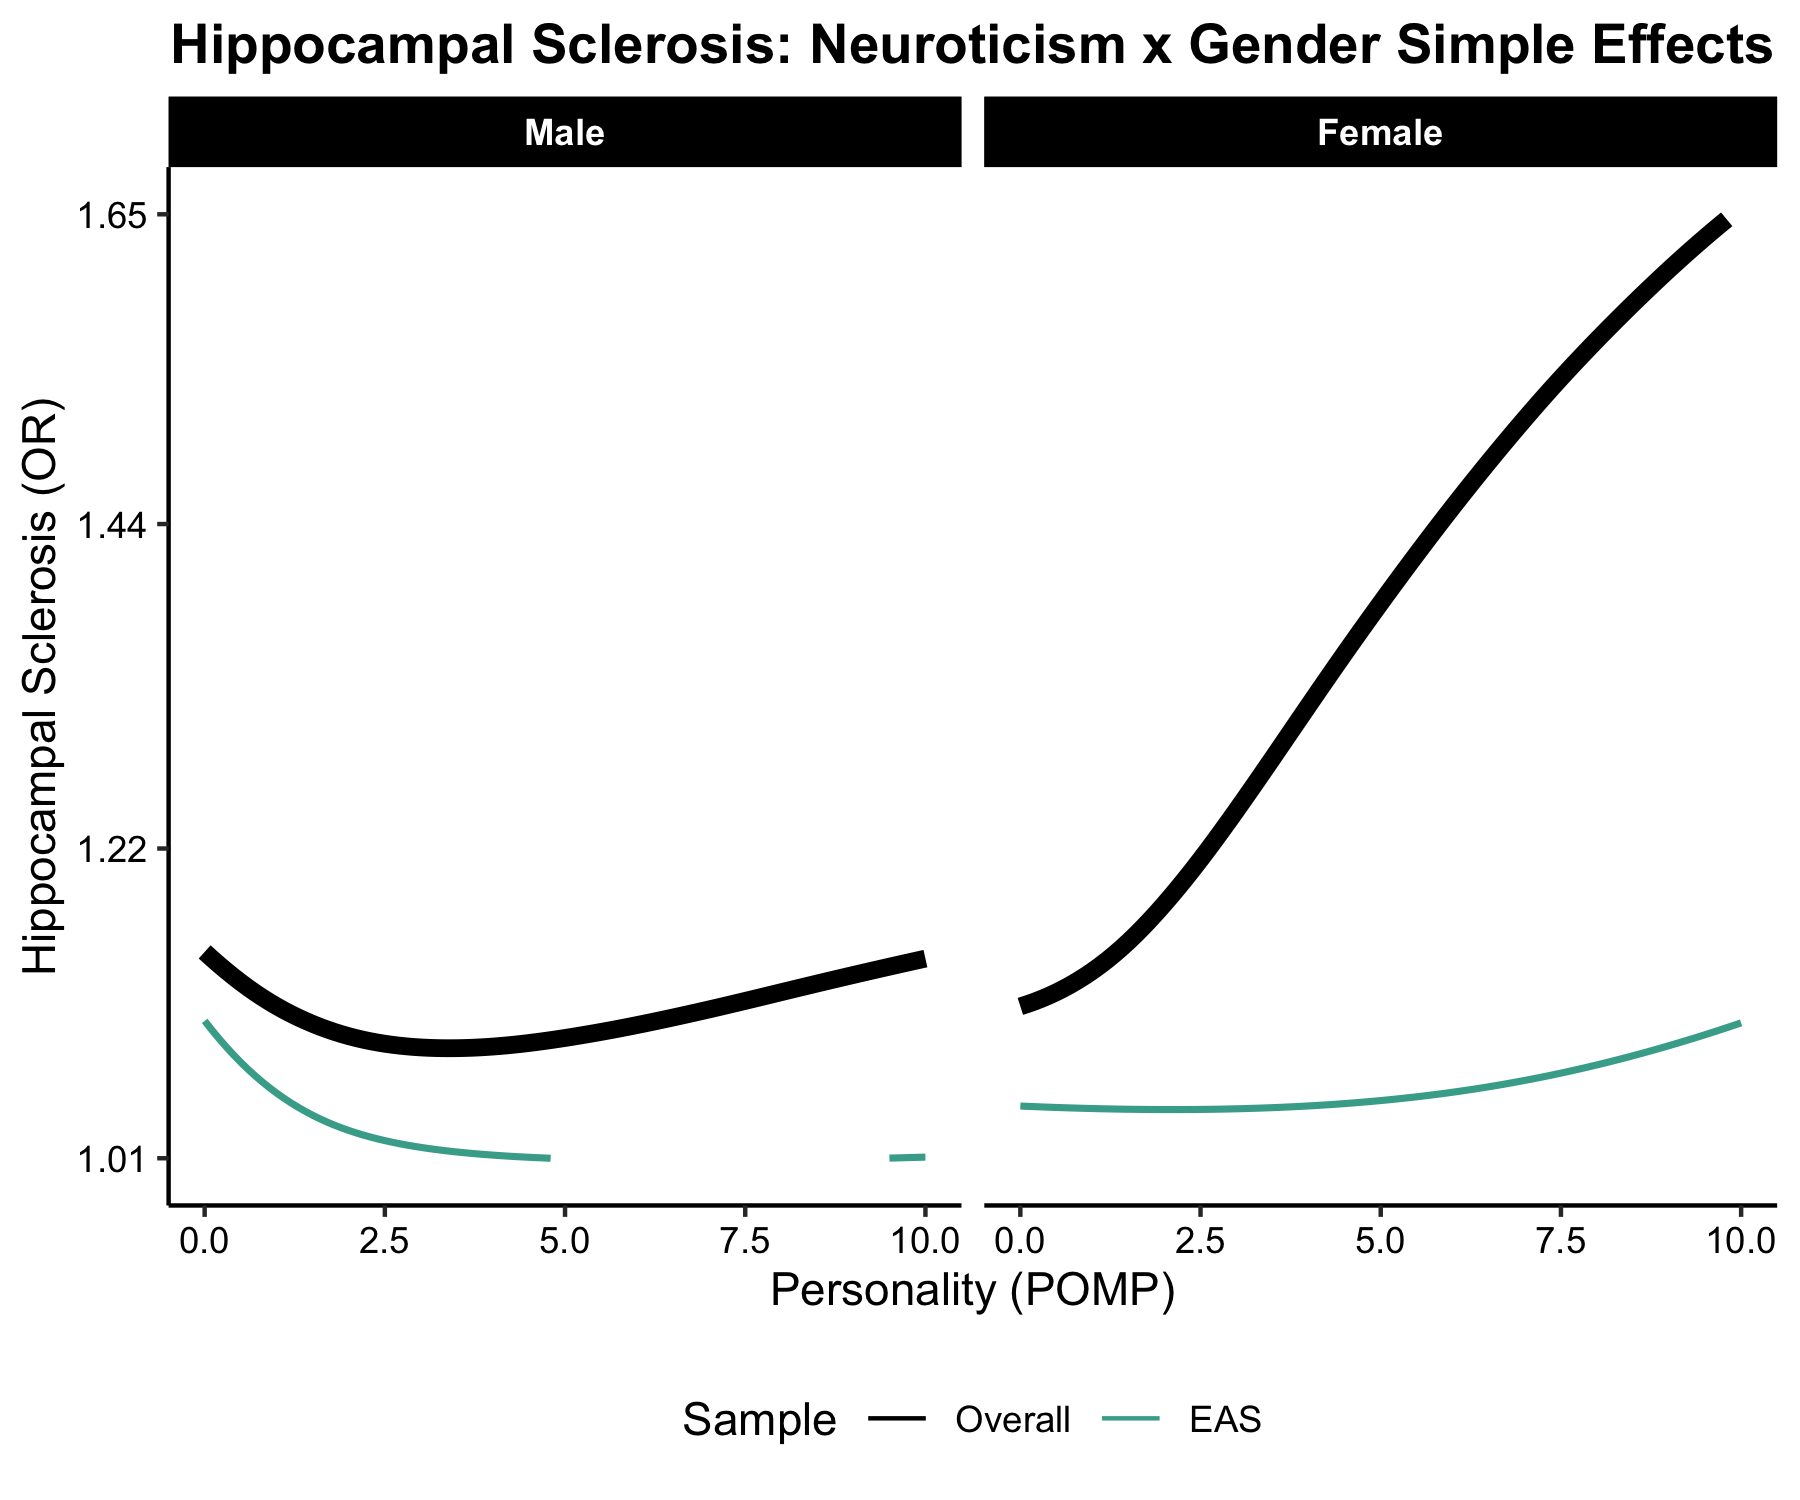 Hippocampal Sclerosis: Neuroticism x Gender Simple Effects
Male
Female
Hippocampal Sclerosis (OR)
1.65
1.44
1.22
1.01
0.0 2.5 5.0 7.5 10.0
0.0 2.5 5.0 7.5 10.0
Personality (POMP)
Sample Overall EAS